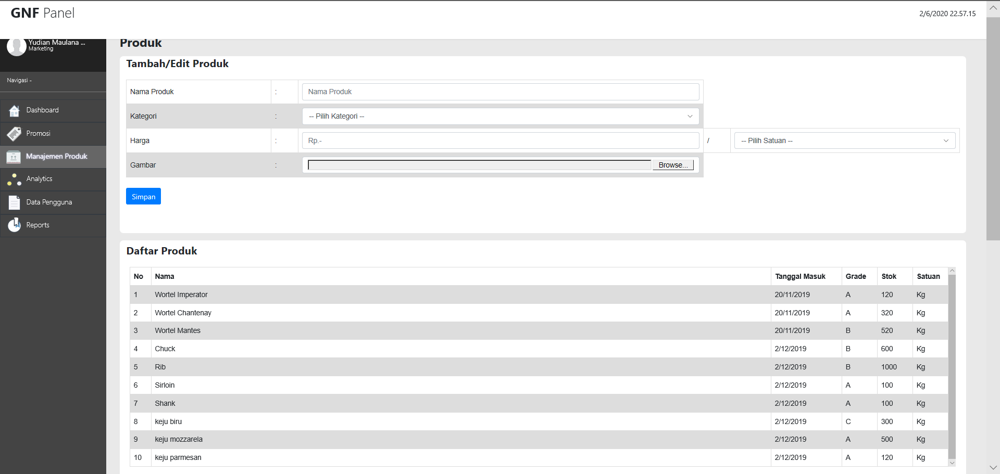 GNF Panel
2/6/2020 22.57.15
Yudian Maulana ...
Marketing
Navigasi -
Dashboard
Promosi
Manajemen Produk
Analytics
Data Pengguna
Reports
Produk
Tambah/Edit Produk
Nama Produk : Nama Produk
Kategori : -- Pilih Kategori --
Harga : Rp.- / -- Pilih Satuan --
Gambar : Browse...
Simpan
Daftar Produk
No Nama Tanggal Masuk Grade Stok Satuan
1 Wortel Imperator 20/11/2019 A 120 Kg
2 Wortel Chantenay 20/11/2019 A 320 Kg
3 Wortel Mantes 20/11/2019 B 520 Kg
4 Chuck 2/12/2019 B 600 Kg
5 Rib 2/12/2019 B 1000 Kg
6 Sirloin 2/12/2019 A 100 Kg
7 Shank 2/12/2019 A 100 Kg
8 keju biru 2/12/2019 C 300 Kg
9 keju mozzarela 2/12/2019 A 500 Kg
10 keju parmesan 2/12/2019 A 120 Kg